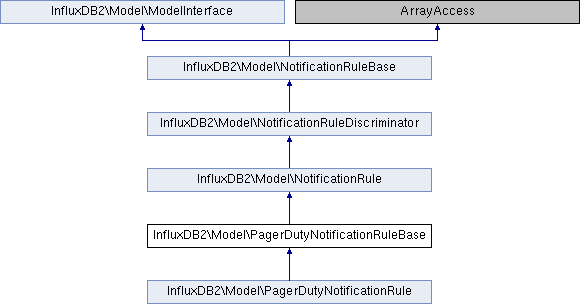 InfluxDB2\Model\ModelInterface
ArrayAccess
InfluxDB2\Model\NotificationRuleBase
InfluxDB2\Model\NotificationRuleDiscriminator
InfluxDB2\Model\NotificationRule
InfluxDB2\Model\PagerDutyNotificationRuleBase
InfluxDB2\Model\PagerDutyNotificationRule